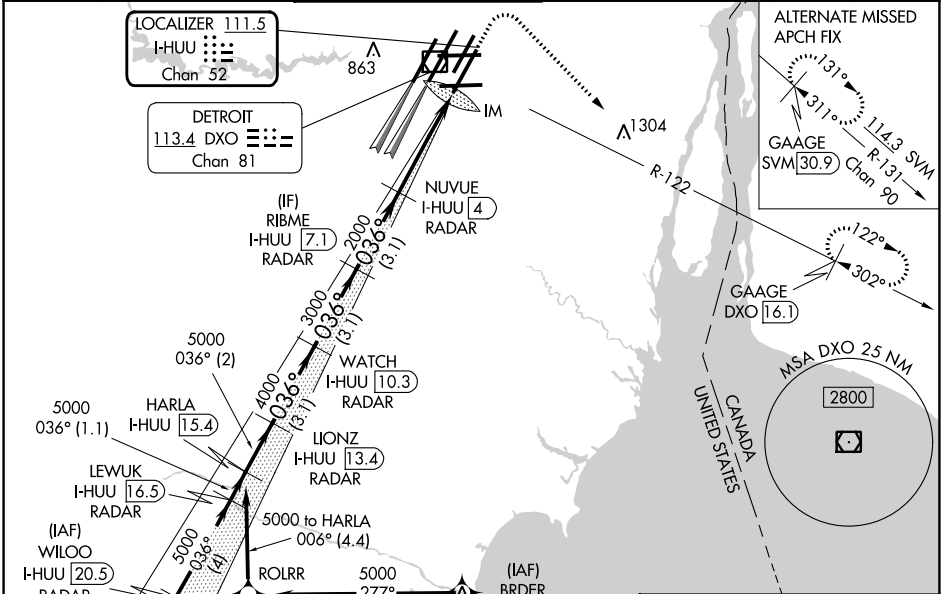 LOCALIZER 111.5
I-HUU
Chan 52
863
DETROIT
113.4 DXO
Chan 81
IM
1304
ALTERNATE MISSED
APCH FIX
131°
311°
114.3 SVM
R-131
Chan 90
GAAGE
SVM 30.9
R-122
122°
302°
GAAGE
DXO 16.1
NUVUE
I-HUU 4
RADAR
(IF)
RIBME
I-HUU 7.1
RADAR
2000
036°
(3.1)
3000
036°
(3.1)
WATCH
I-HUU 10.3
RADAR
5000
036° (2)
4000
036°
(3.1)
HARLA
I-HUU 15.4
LIONZ
I-HUU 13.4
RADAR
5000
036° (1.1)
LEWUK
I-HUU 16.5
RADAR
5000 to HARLA
006° (4.4)
(IAF)
WILOO
I-HUU 20.5
RADAR
5000
036°
(4)
ROLRR
5000
277°
(IAF)
BRDER
CANADA
UNITED STATES
MSA DXO 25 NM
2800